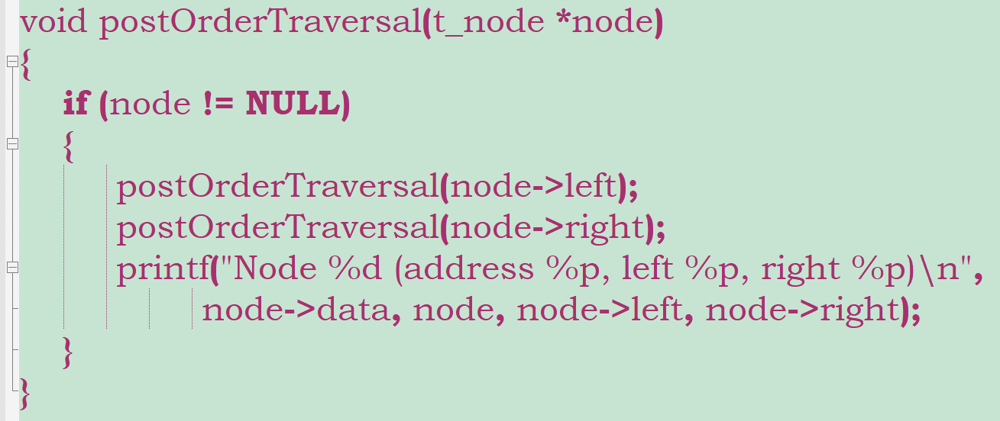 void postOrderTraversal(t_node *node)
{
if (node != NULL)
{
postOrderTraversal(node->left);
postOrderTraversal(node->right);
printf("Node %d (address %p, left %p, right %p)\n",
node->data, node, node->left, node->right);
}
}